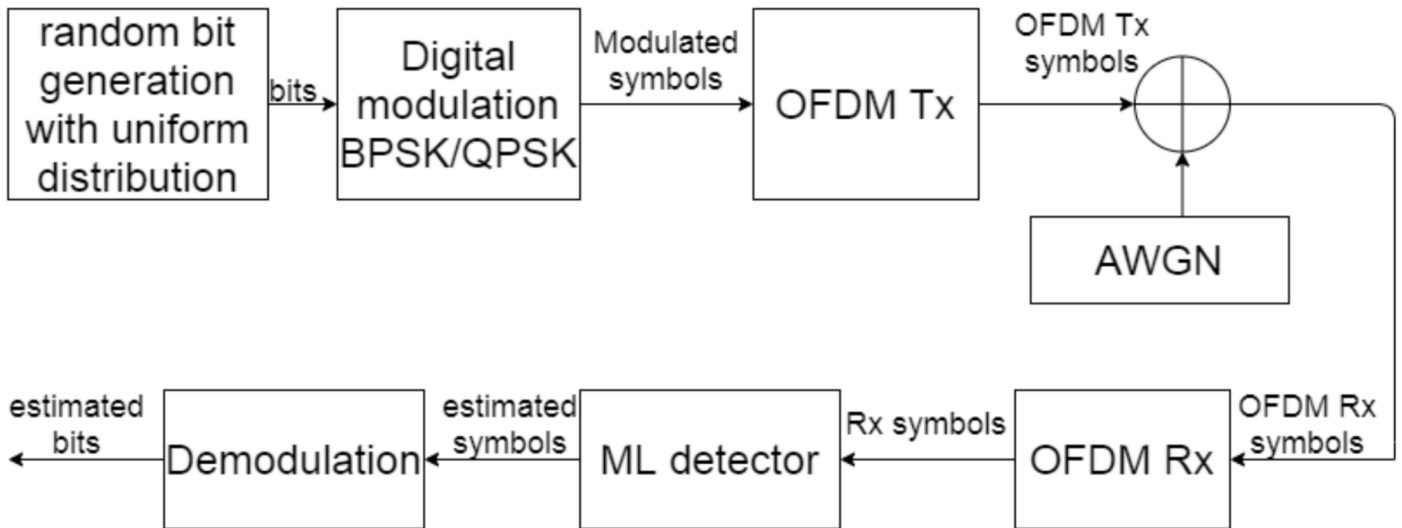 random bit
generation
with uniform
distribution
bits
Digital
modulation
BPSK/QPSK
Modulated
symbols
OFDM Tx
OFDM Tx
symbols
AWGN
estimated
bits
Demodulation
estimated
symbols
ML detector
Rx symbols
OFDM Rx
OFDM Rx
symbols